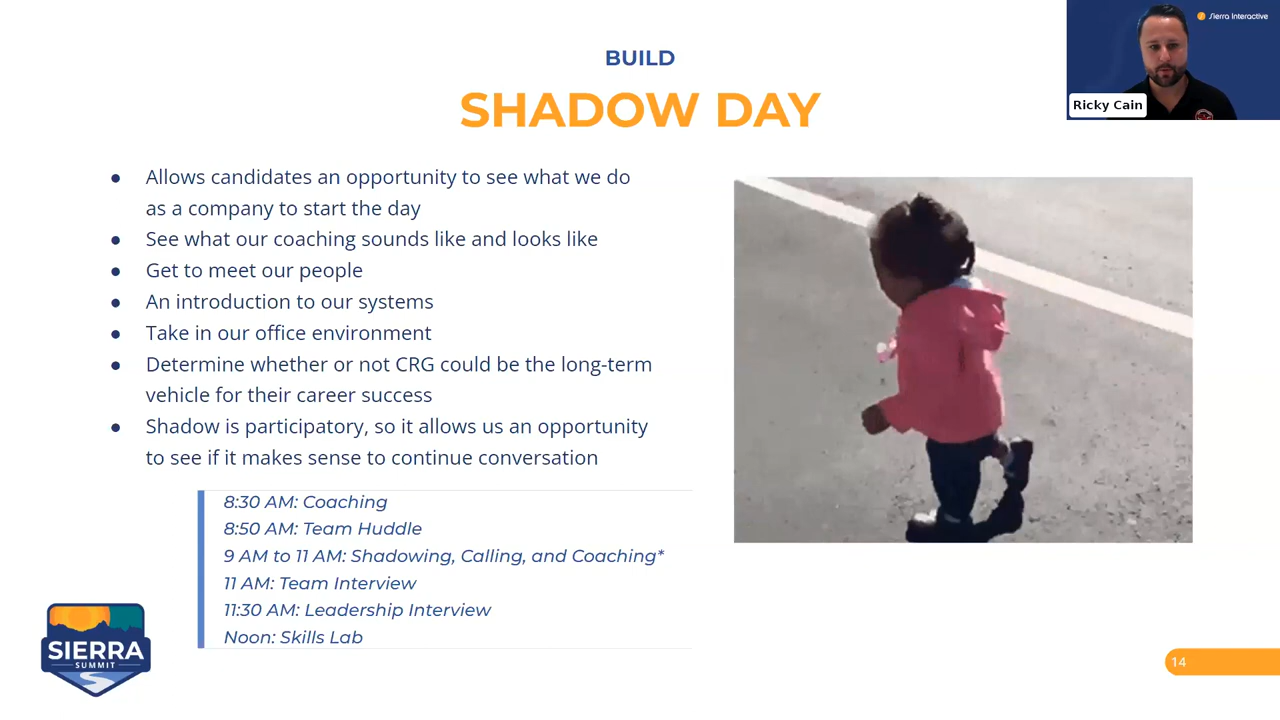 BUILD
SHADOW DAY
Sierra Interactive
Ricky Cain
● Allows candidates an opportunity to see what we do
as a company to start the day
● See what our coaching sounds like and looks like
● Get to meet our people
● An introduction to our systems
● Take in our office environment
● Determine whether or not CRG could be the long-term
vehicle for their career success
● Shadow is participatory, so it allows us an opportunity
to see if it makes sense to continue conversation
8:30 AM: Coaching
8:50 AM: Team Huddle
9 AM to 11 AM: Shadowing, Calling, and Coaching*
11 AM: Team Interview
11:30 AM: Leadership Interview
Noon: Skills Lab
SIERRA
SUMMIT
14